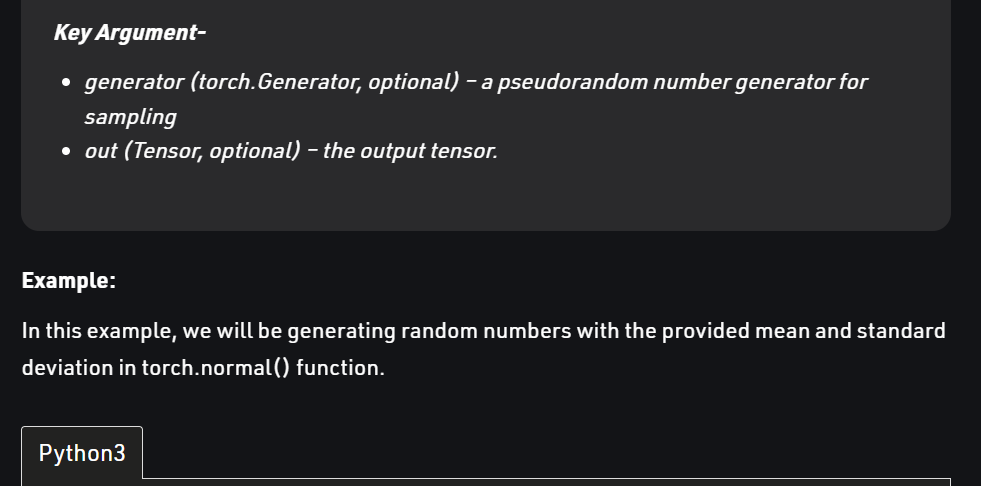 Key Argument-
• generator (torch.Generator, optional) – a pseudorandom number generator for
sampling
• out (Tensor, optional) – the output tensor.
Example:
In this example, we will be generating random numbers with the provided mean and standard
deviation in torch.normal() function.
Python3